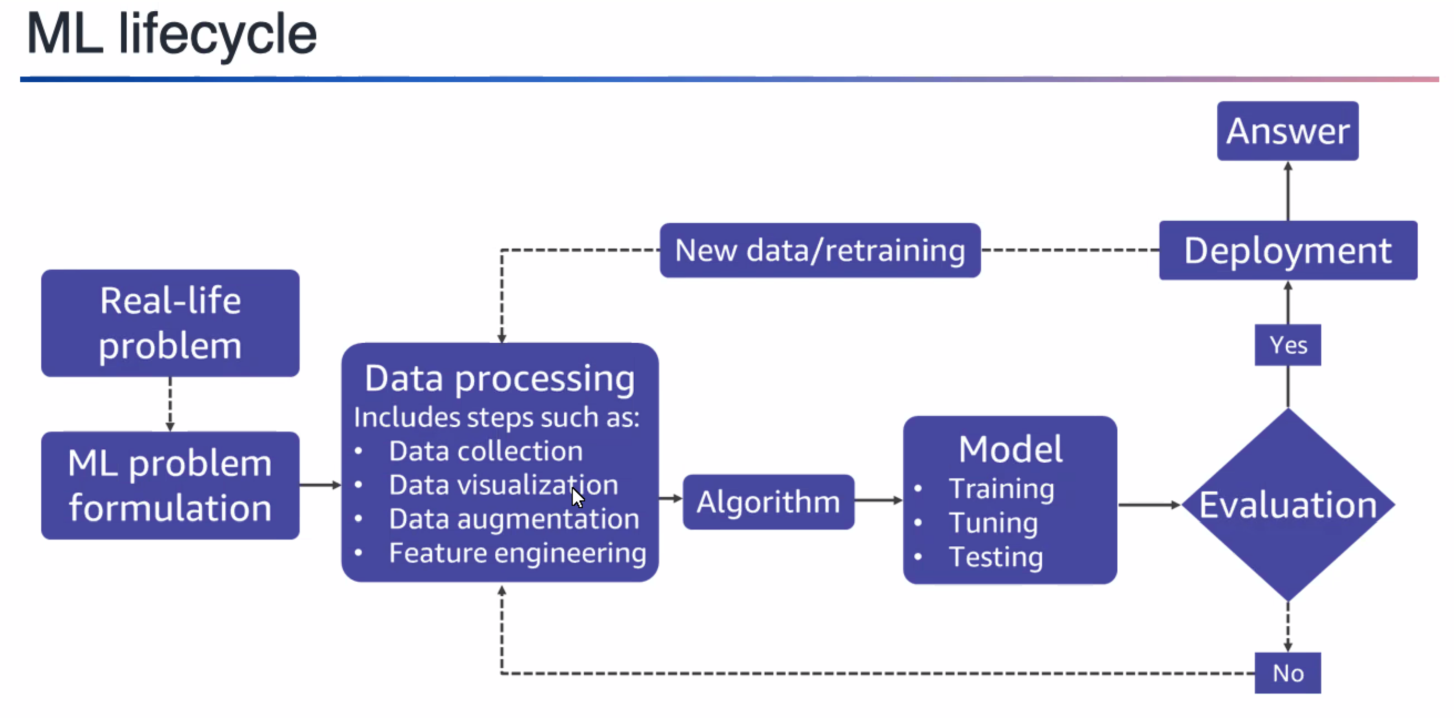 ML lifecycle
Answer
New data/retraining
Deployment
Real-life
problem
Yes
Data processing
Includes steps such as:
• Data collection
• Data visualization
• Data augmentation
• Feature engineering
ML problem
formulation
Algorithm
Model
• Training
• Tuning
• Testing
Evaluation
No